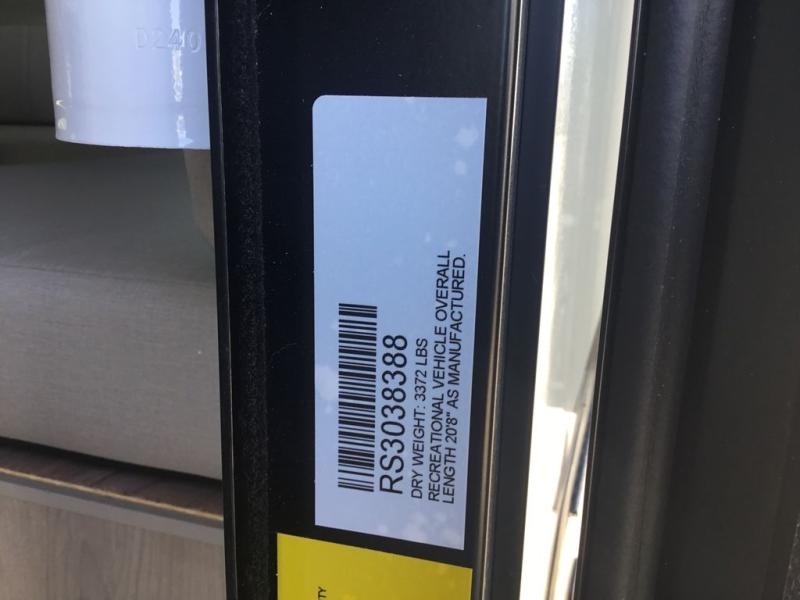 D240
RS3038388
DRY WEIGHT: 3372 LBS
RECREATIONAL VEHICLE OVERALL
LENGTH 20'8" AS MANUFACTURED.